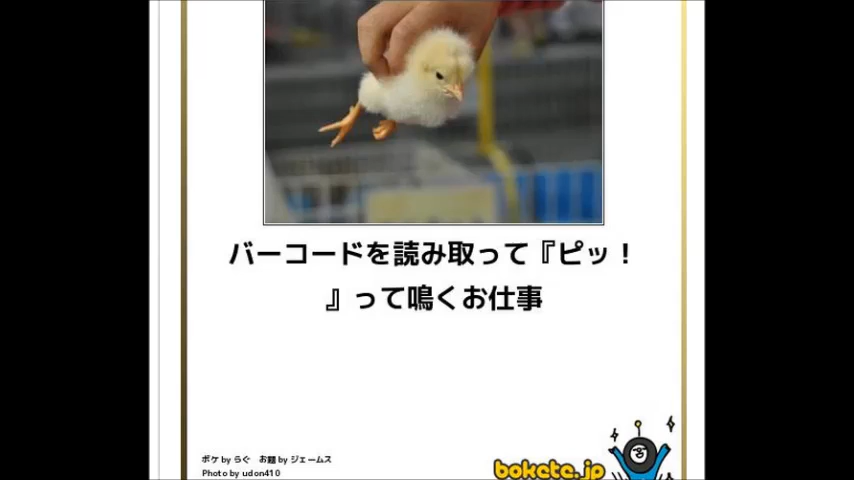 バーコードを読み取って『ピッ！
』って鳴くお仕事
ボケ by らぐ　お題 by ジェームス
Photo by udon410
bokete.jp